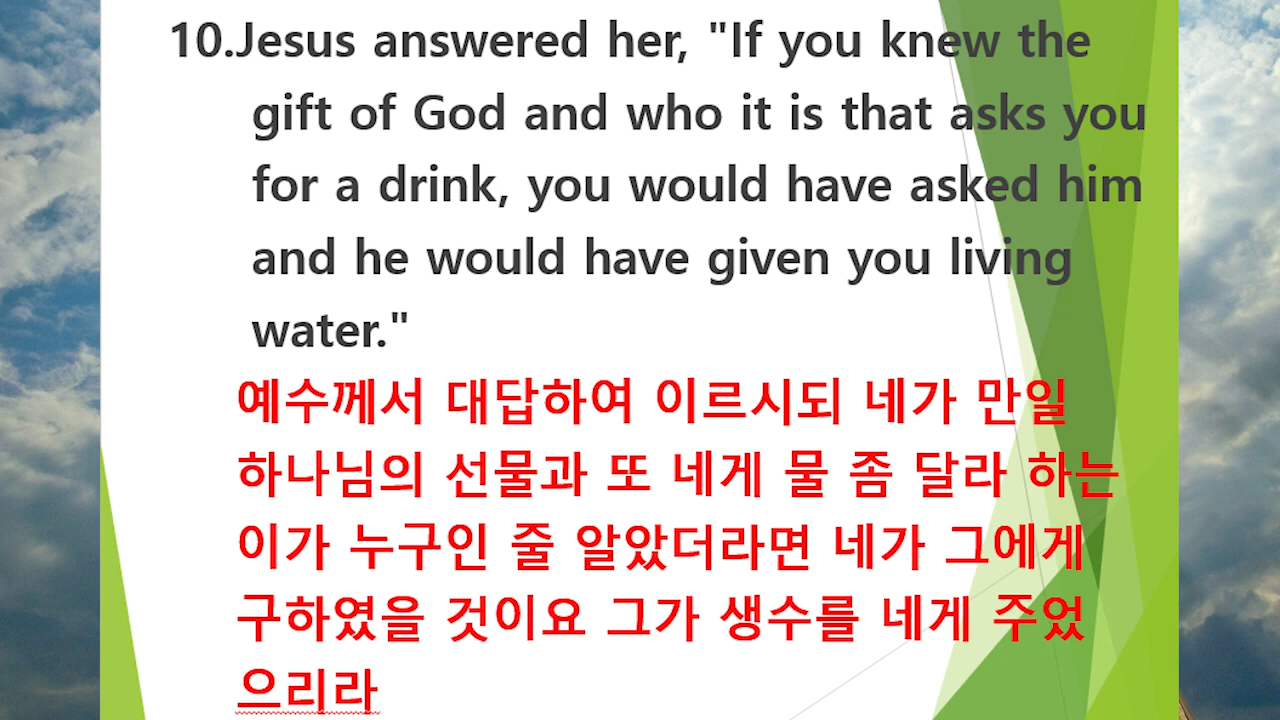 10.Jesus answered her, "If you knew the
gift of God and who it is that asks you
for a drink, you would have asked him
and he would have given you living
water."
예수께서 대답하여 이르시되 네가 만일
하나님의 선물과 또 네게 물 좀 달라 하는
이가 누구인 줄 알았더라면 네가 그에게
구하였을 것이요 그가 생수를 네게 주었
으리라